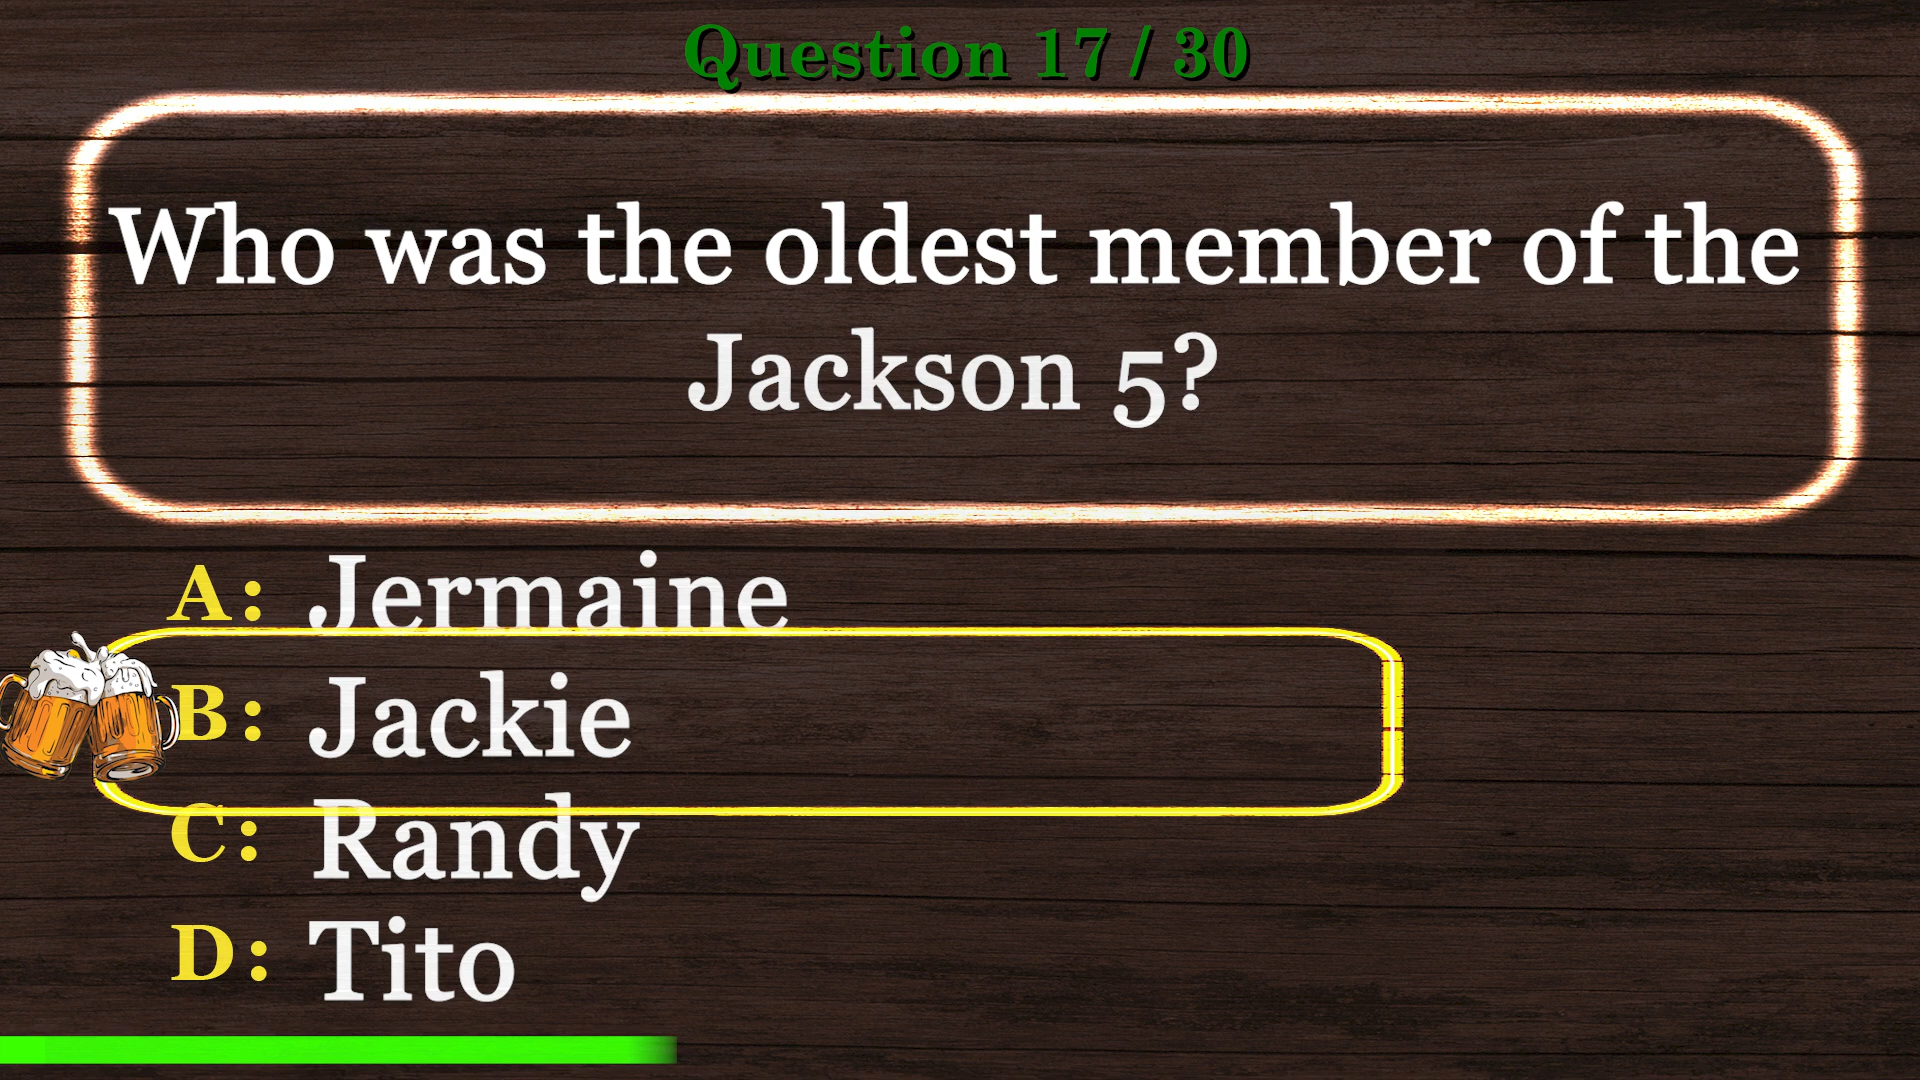 Question 17 / 30
Who was the oldest member of the
Jackson 5?
A: Jermaine
B: Jackie
C: Randy
D: Tito